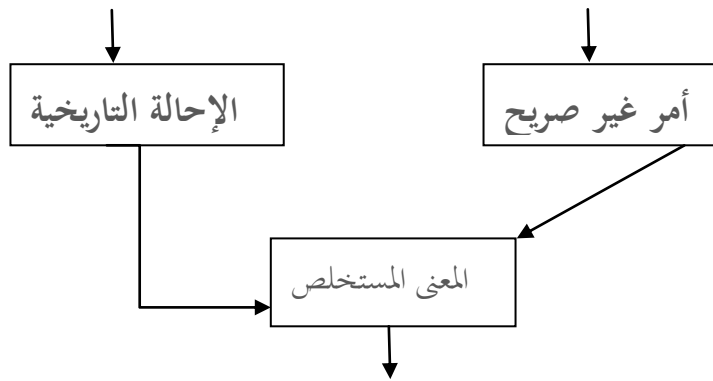 أمر غير صريح
الإحالة التاريخية
المعنى المستخلص